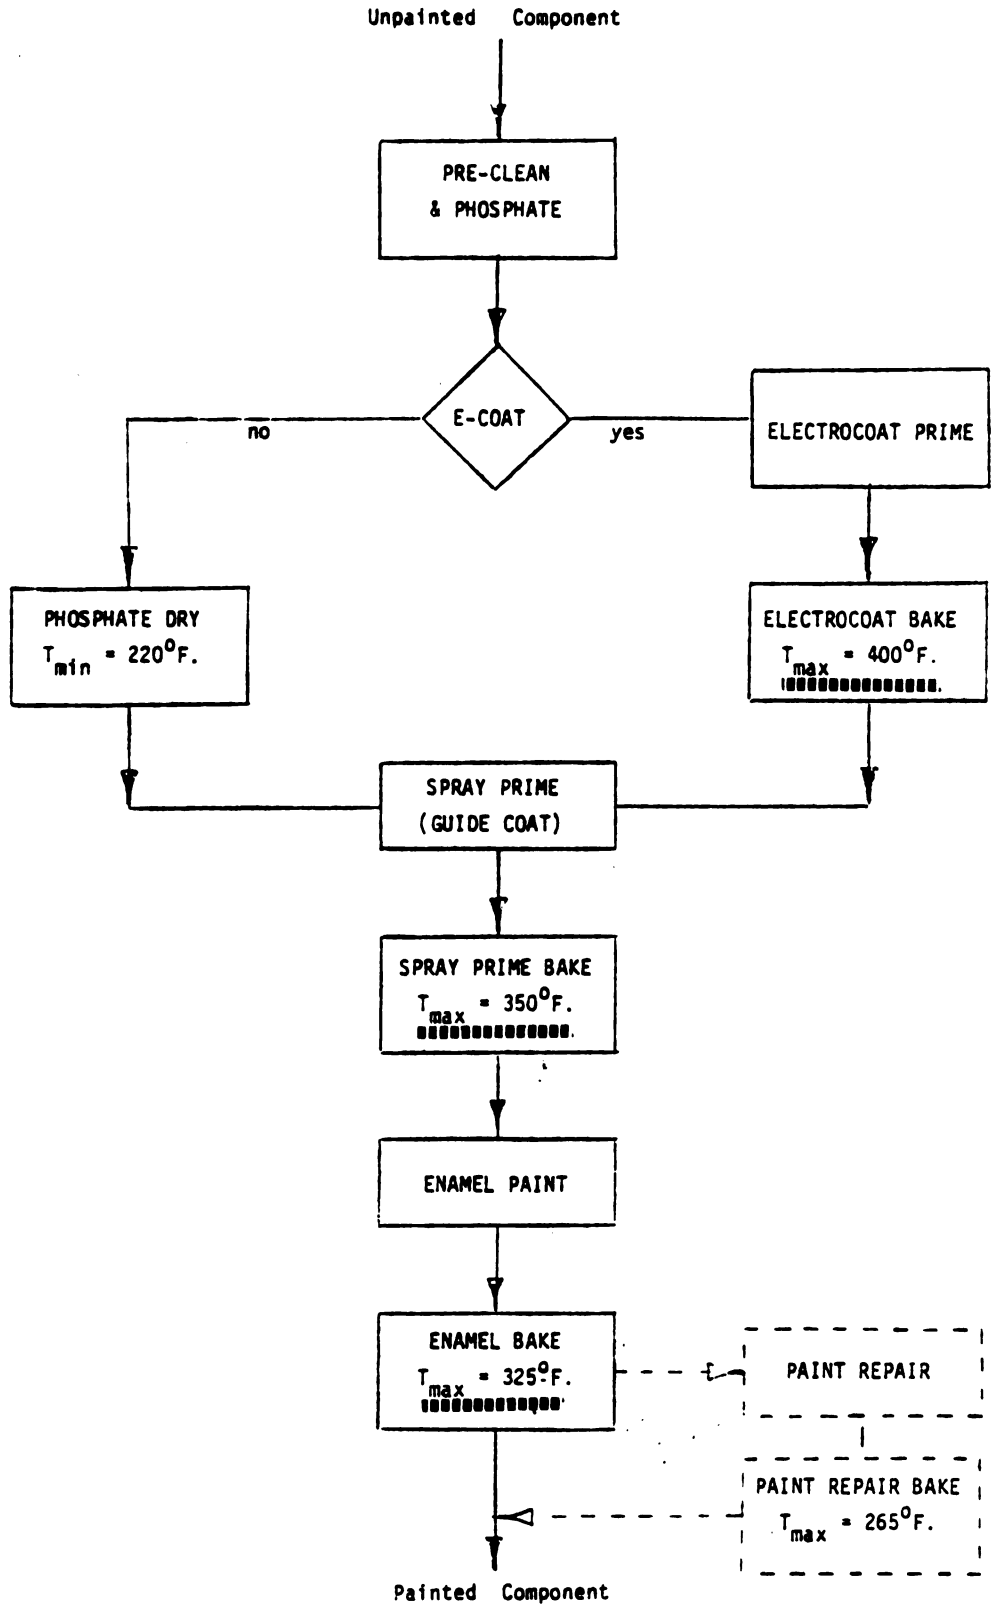 Unpainted Component
PRE-CLEAN
& PHOSPHATE
E-COAT
no
yes
ELECTROCOAT PRIME
PHOSPHATE DRY
Tmin = 220°F.
ELECTROCOAT BAKE
Tmax = 400°F.
SPRAY PRIME
(GUIDE COAT)
SPRAY PRIME BAKE
Tmax = 350°F.
ENAMEL PAINT
ENAMEL BAKE
Tmax = 325°F.
PAINT REPAIR
PAINT REPAIR BAKE
Tmax = 265°F.
Painted Component